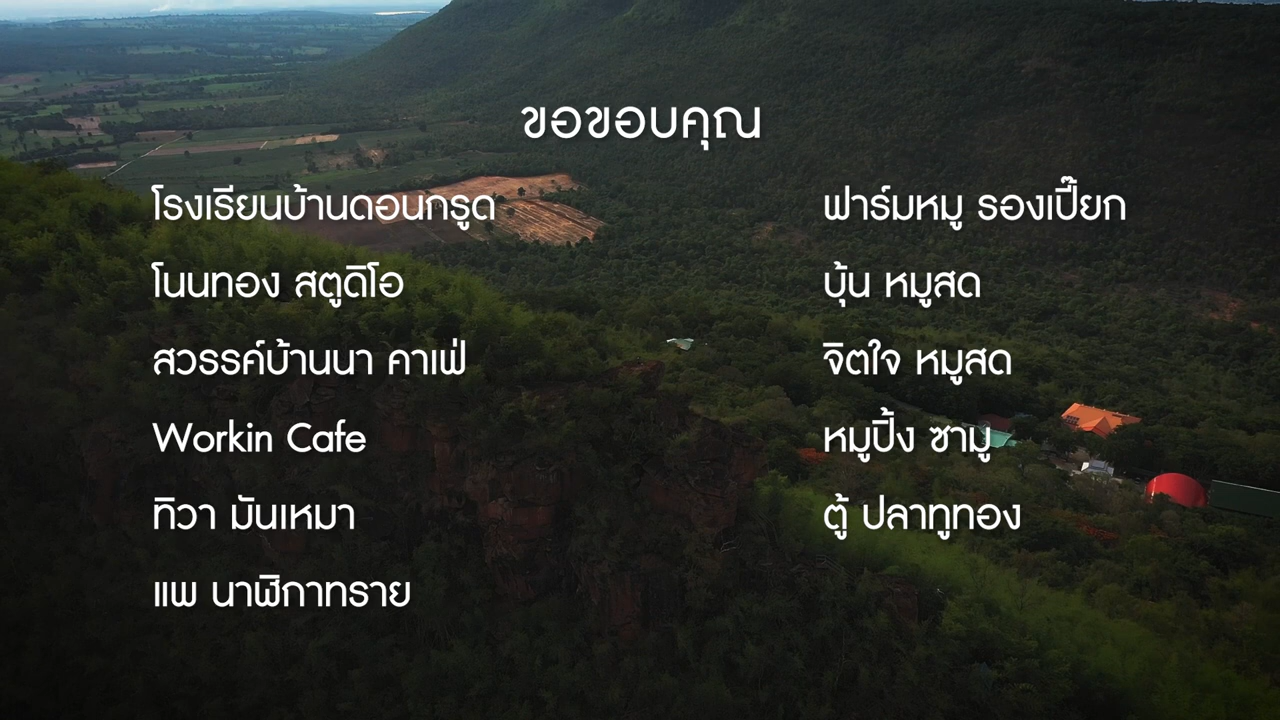 ขอขอบคุณ
โรงเรียนบ้านดอนกรูด
โนนทอง สตูดิโอ
สวรรค์บ้านนา คาเฟ่
Workin Cafe
ทิวา มันเหมา
แพ นาฬิกาทราย
ฟาร์มหมู รองเปี๊ยก
บุ้น หมูสด
จิตใจ หมูสด
หมูปิ้ง ซามู
ตู้ ปลาทูทอง